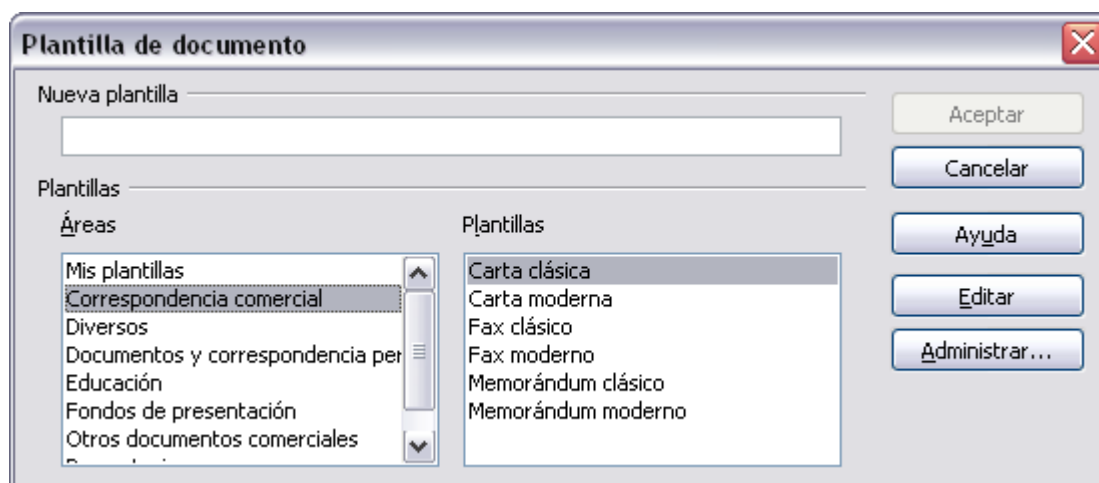 Plantilla de documento
Nueva plantilla
Aceptar
Cancelar
Plantillas
Áreas
Plantillas
Ayuda
Mis plantillas
Correspondencia comercial
Diversos
Documentos y correspondencia per
Educación
Fondos de presentación
Otros documentos comerciales
Carta clásica
Carta moderna
Fax clásico
Fax moderno
Memorándum clásico
Memorándum moderno
Editar
Administrar...